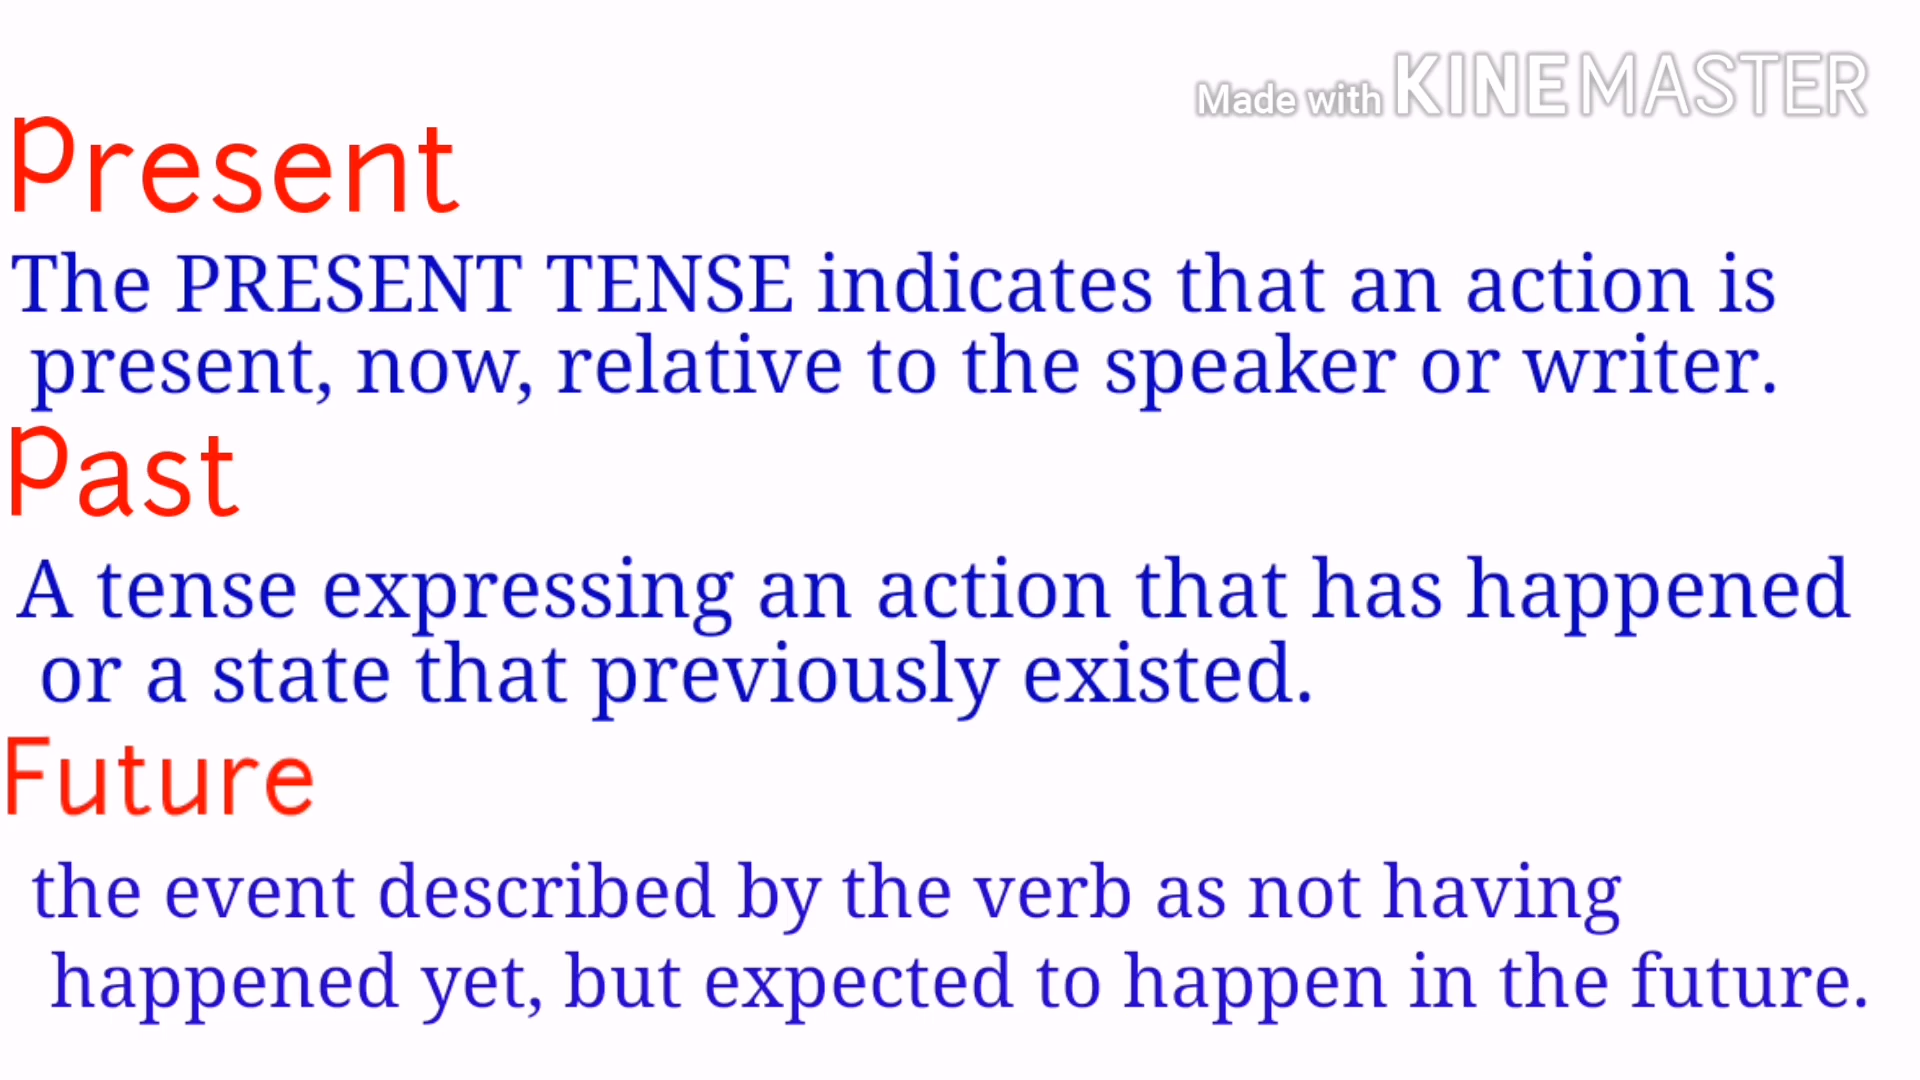 Made with KINEMASTER
Present
The PRESENT TENSE indicates that an action is
present, now, relative to the speaker or writer.
Past
A tense expressing an action that has happened
or a state that previously existed.
Future
the event described by the verb as not having
happened yet, but expected to happen in the future.